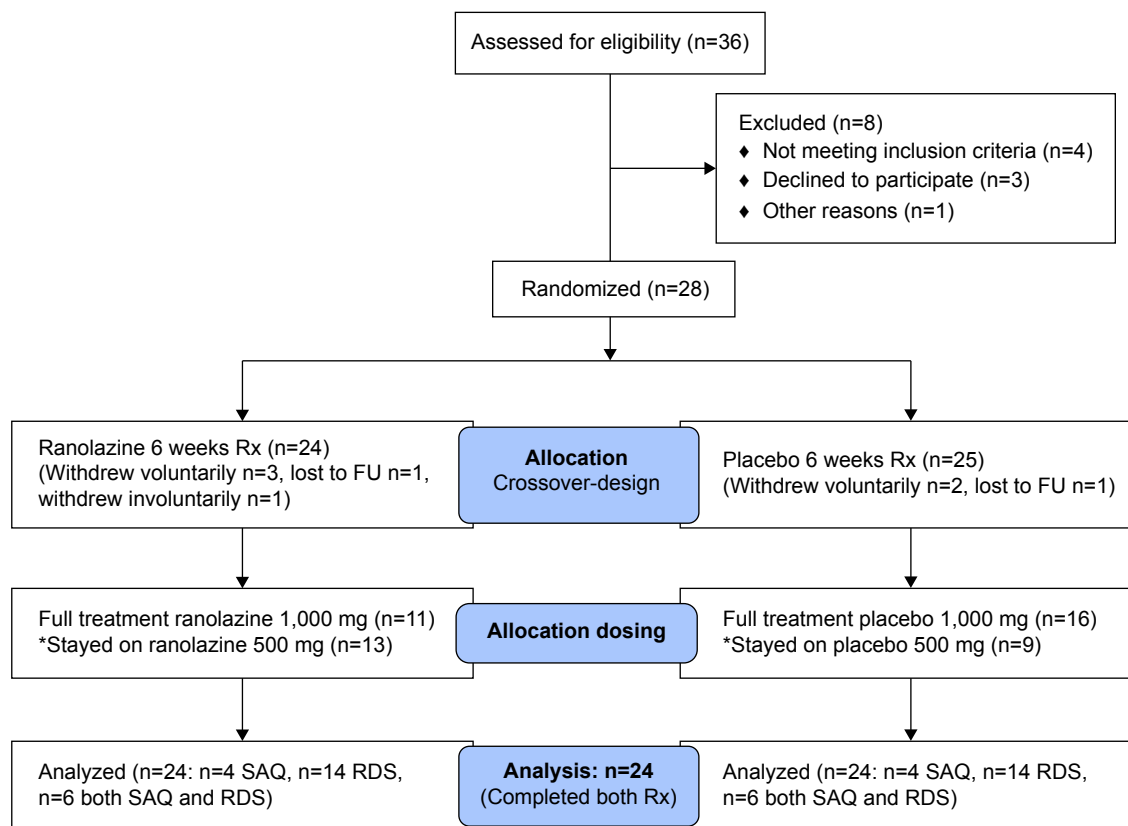 Assessed for eligibility (n=36)
Excluded (n=8)
♦ Not meeting inclusion criteria (n=4)
♦ Declined to participate (n=3)
♦ Other reasons (n=1)
Randomized (n=28)
Ranolazine 6 weeks Rx (n=24)
(Withdrew voluntarily n=3, lost to FU n=1,
withdrew involuntarily n=1)
Allocation
Crossover-design
Placebo 6 weeks Rx (n=25)
(Withdrew voluntarily n=2, lost to FU n=1)
Full treatment ranolazine 1,000 mg (n=11)
*Stayed on ranolazine 500 mg (n=13)
Allocation dosing
Full treatment placebo 1,000 mg (n=16)
*Stayed on placebo 500 mg (n=9)
Analyzed (n=24: n=4 SAQ, n=14 RDS,
n=6 both SAQ and RDS)
Analysis: n=24
(Completed both Rx)
Analyzed (n=24: n=4 SAQ, n=14 RDS,
n=6 both SAQ and RDS)